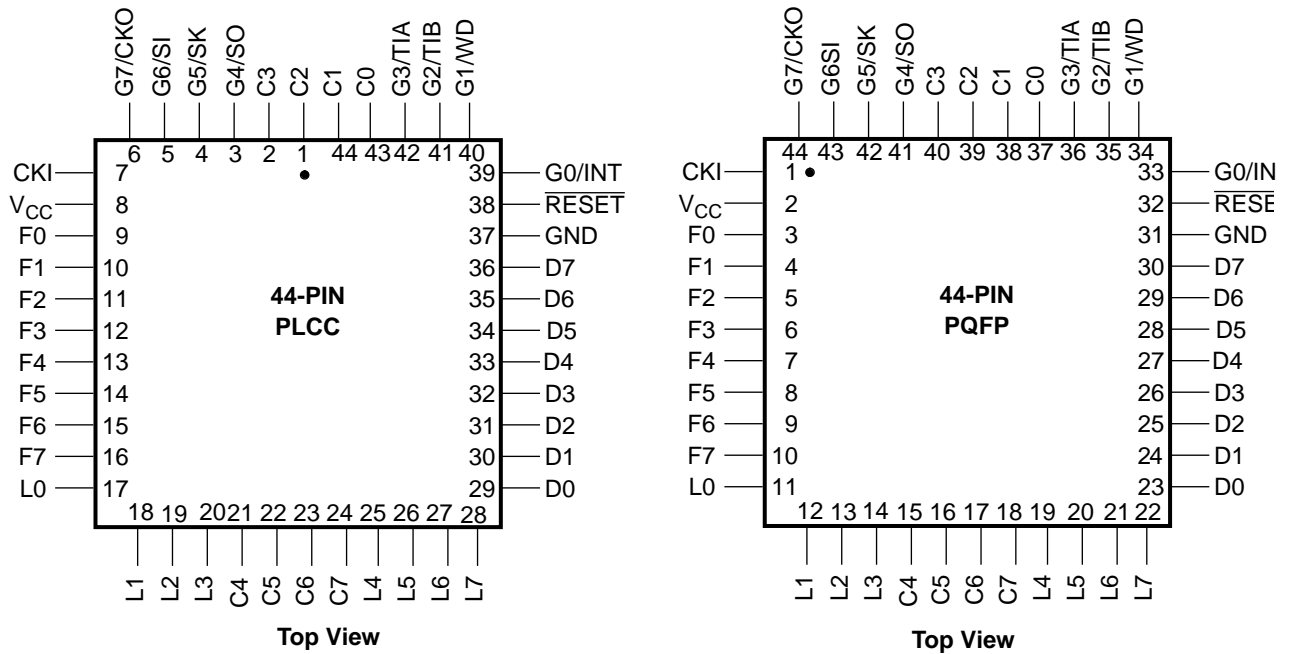 G7/CKO G6/SI G5/SK G4/SO C3 C2 C1 C0 G3/TIA G2/TIB G1/WD
6 5 4 3 2 1 44 43 42 41 40
CKI 7 39 G0/INT
VCC 8 38 RESET
F0 9 37 GND
F1 10 36 D7
F2 11 35 D6
F3 12 34 D5
F4 13 33 D4
F5 14 32 D3
F6 15 31 D2
F7 16 30 D1
L0 17 29 D0
44-PIN
PLCC
18 19 20 21 22 23 24 25 26 27 28
L1 L2 L3 C4 C5 C6 C7 L4 L5 L6 L7
Top View
G7/CKO G6SI G5/SK G4/SO C3 C2 C1 C0 G3/TIA G2/TIB G1/WD
44 43 42 41 40 39 38 37 36 35 34
CKI 1 33 G0/IN
VCC 2 32 RESE
F0 3 31 GND
F1 4 30 D7
F2 5 29 D6
F3 6 28 D5
F4 7 27 D4
F5 8 26 D3
F6 9 25 D2
F7 10 24 D1
L0 11 23 D0
44-PIN
PQFP
12 13 14 15 16 17 18 19 20 21 22
L1 L2 L3 C4 C5 C6 C7 L4 L5 L6 L7
Top View